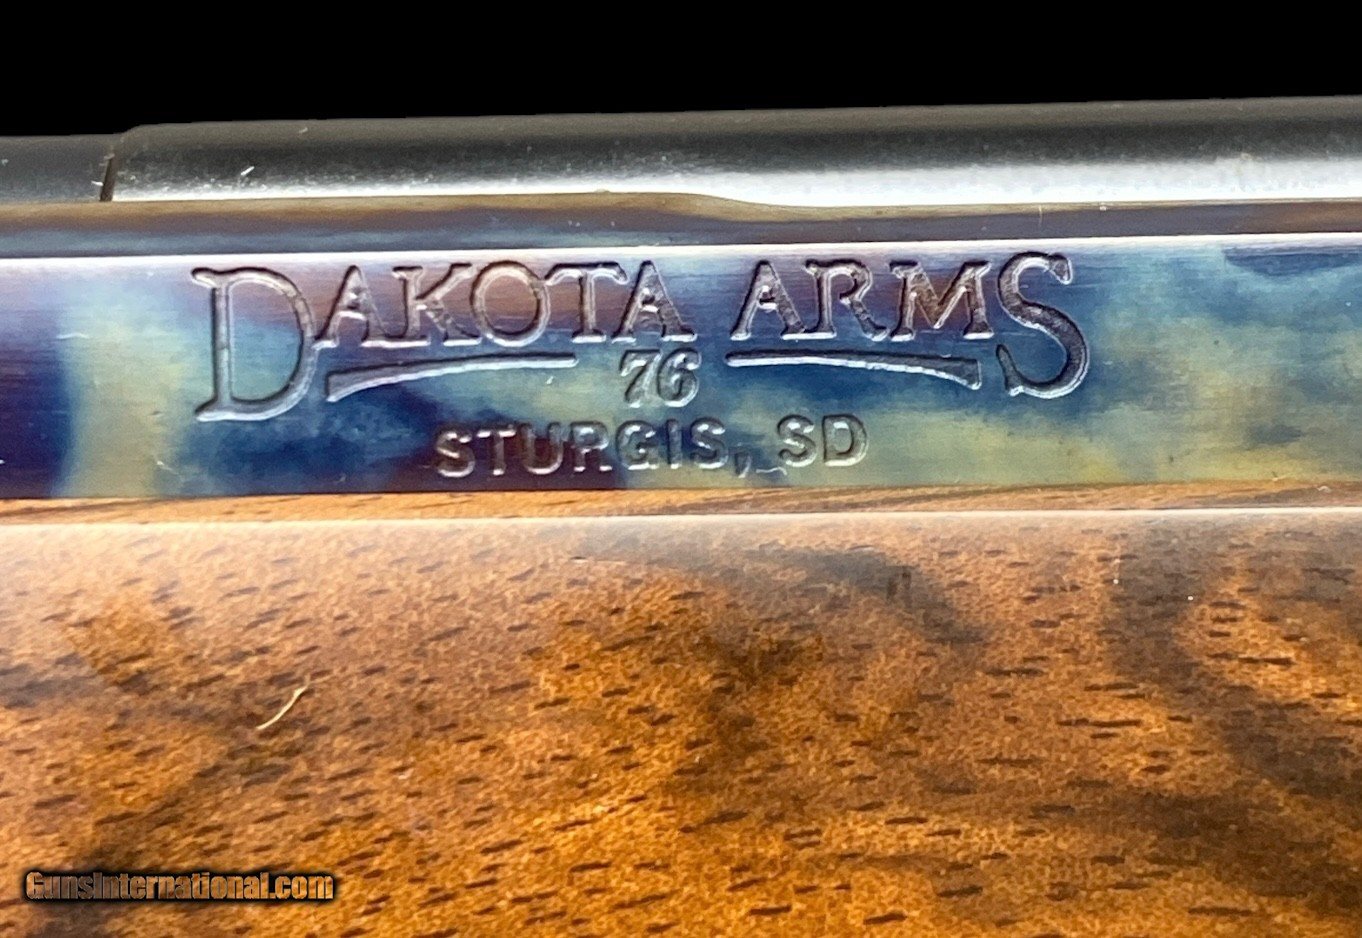 DAKOTA ARMS
76
STURGIS, SD
GunsInternational.com